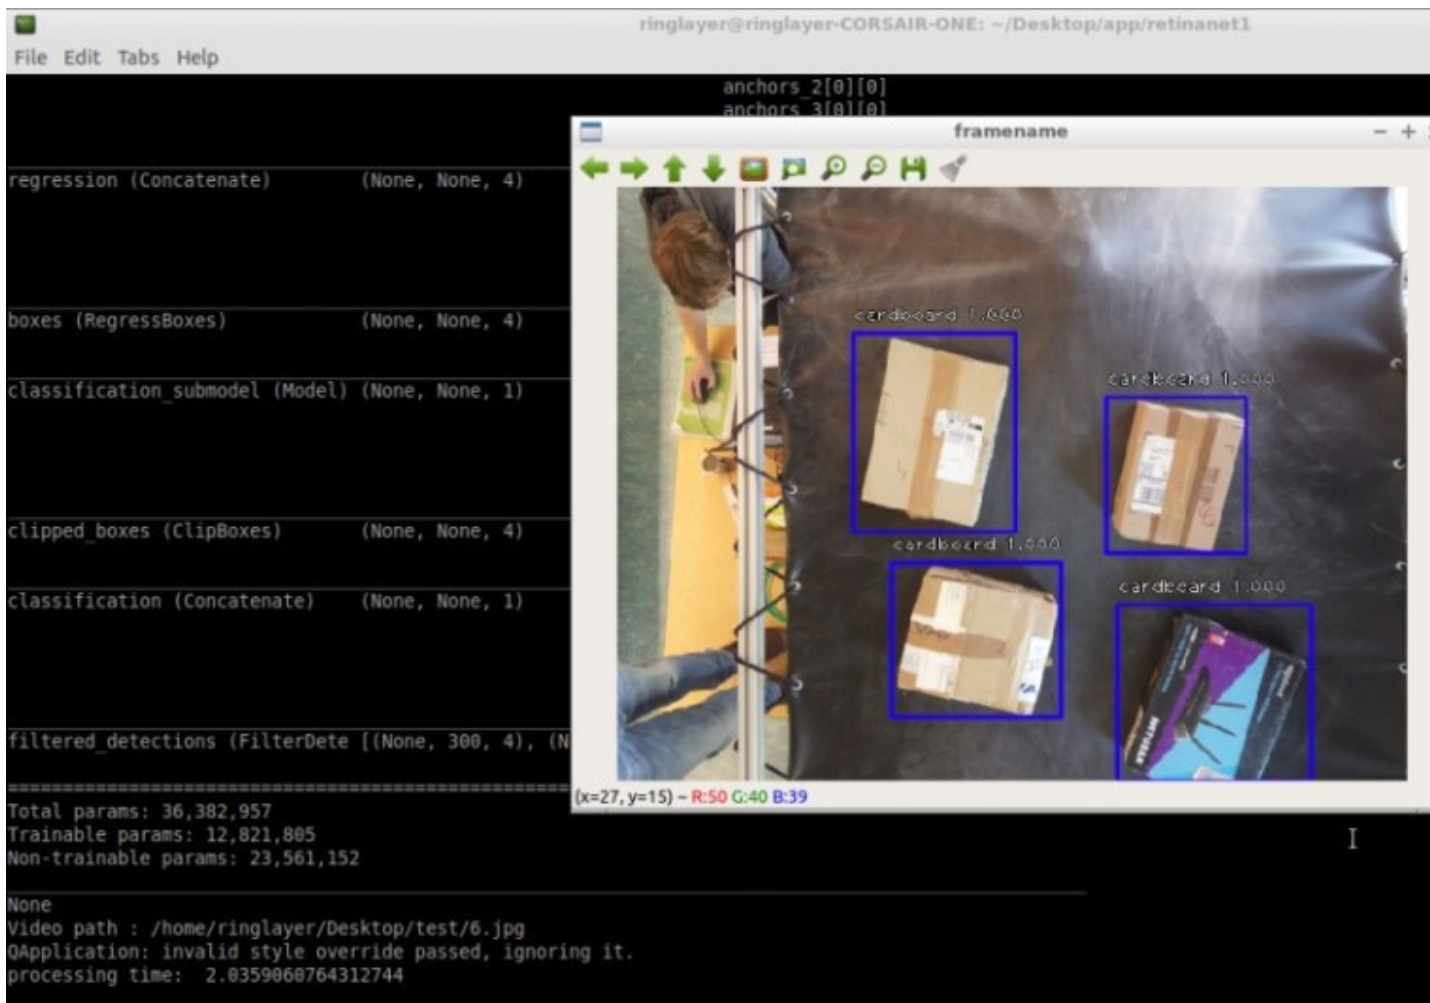 ringlayer@ringlayer-CORSAIR-ONE: ~/Desktop/app/retinanet1
File Edit Tabs Help
anchors_2[0][0]
anchors_3[0][0]
framename
regression (Concatenate) (None, None, 4)
boxes (RegressBoxes) (None, None, 4)
cardboard 1.000
cardboard 1.000
classification_submodel (Model) (None, None, 1)
clipped_boxes (ClipBoxes) (None, None, 4)
cardboard 1.000
cardboard 1.000
classification (Concatenate) (None, None, 1)
filtered_detections (FilterDete [(None, 300, 4), (N
(x=27, y=15) ~ R:50 G:40 B:39
Total params: 36,382,957
Trainable params: 12,821,805
Non-trainable params: 23,561,152
None
Video path : /home/ringlayer/Desktop/test/6.jpg
QApplication: invalid style override passed, ignoring it.
processing time: 2.0359060764312744